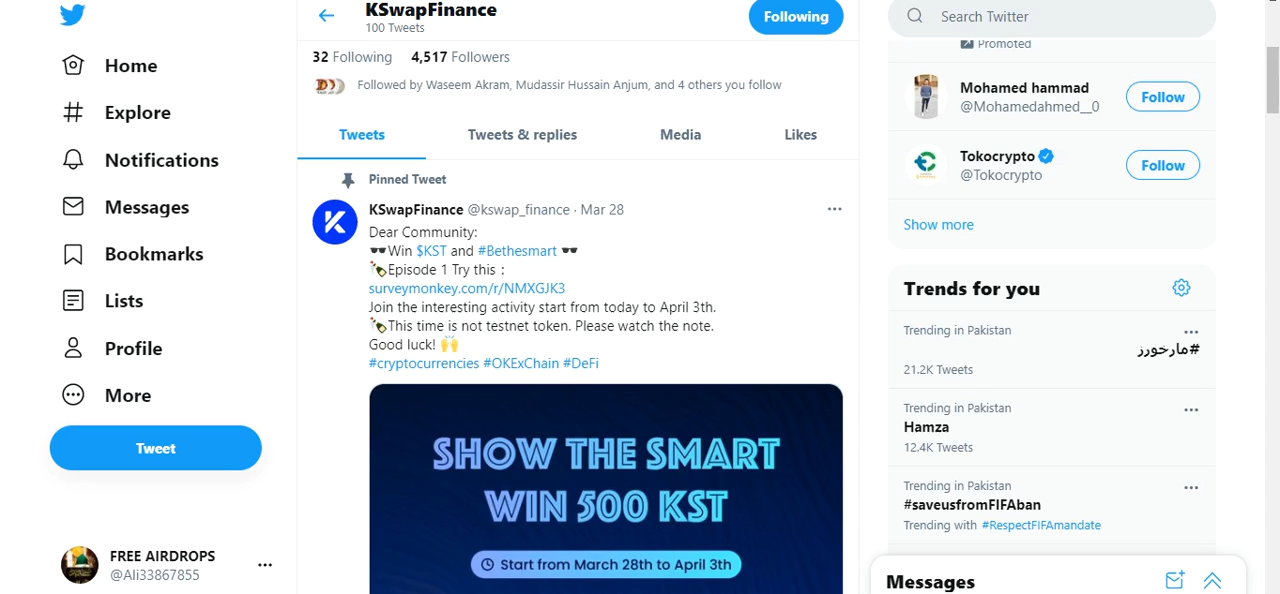 Home
Explore
Notifications
Messages
Bookmarks
Lists
Profile
More
Tweet
FREE AIRDROPS
@Ali33867855
KSwapFinance
100 Tweets
Following
32 Following 4,517 Followers
Followed by Waseem Akram, Mudassir Hussain Anjum, and 4 others you follow
Tweets Tweets & replies Media Likes
Pinned Tweet
KSwapFinance @kswap_finance · Mar 28
Dear Community:
🕶Win $KST and #Bethesmart 🕶
🍾Episode 1 Try this :
surveymonkey.com/r/NMXGJK3
Join the interesting activity start from today to April 3th.
🍾This time is not testnet token. Please watch the note.
Good luck! 🙌
#cryptocurrencies #OKExChain #DeFi
SHOW THE SMART
WIN 500 KST
Start from March 28th to April 3th
Search Twitter
Promoted
Mohamed hammad
@Mohamedahmed__0
Follow
Tokocrypto
@Tokocrypto
Follow
Show more
Trends for you
Trending in Pakistan
#مارخورز
21.2K Tweets
Trending in Pakistan
Hamza
12.4K Tweets
Trending in Pakistan
#saveusfromFIFAban
Trending with #RespectFIFAmandate
Messages